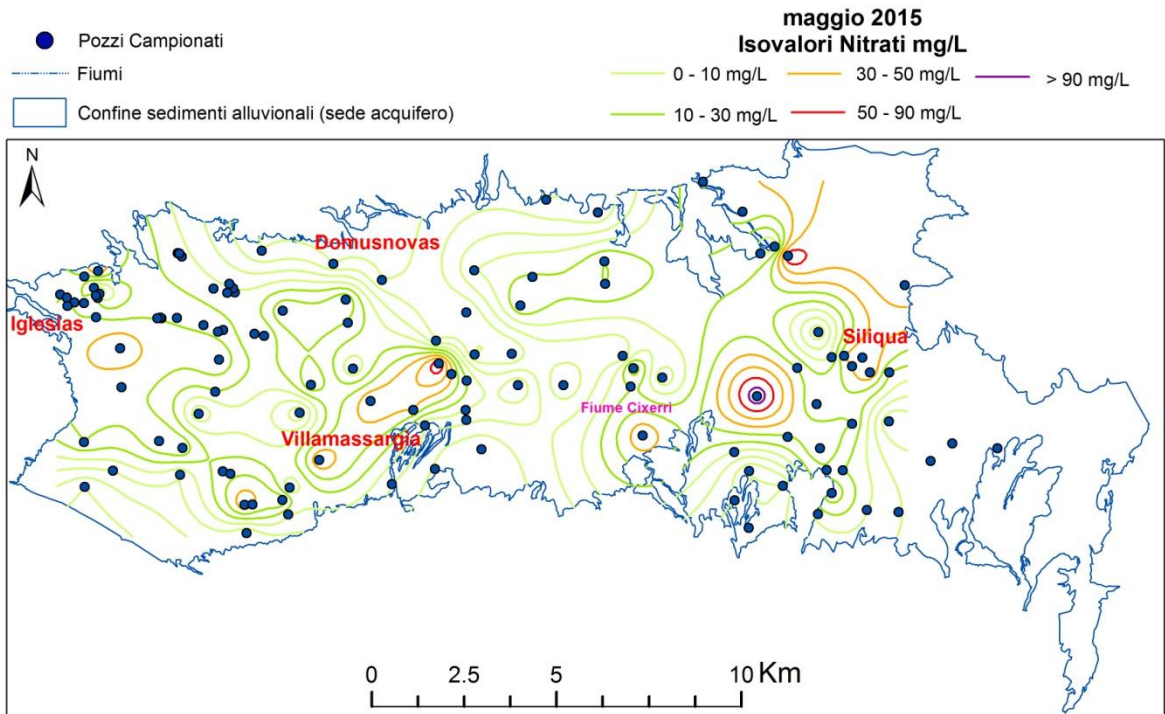 maggio 2015
Isovalori Nitrati mg/L
Pozzi Campionati
Fiumi
Confine sedimenti alluvionali (sede acquifero)
0 - 10 mg/L
30 - 50 mg/L
> 90 mg/L
10 - 30 mg/L
50 - 90 mg/L
N
Domusnovas
Iglesias
Siliqua
Fiume Cixerri
Villamassargia
0 2.5 5 10 Km